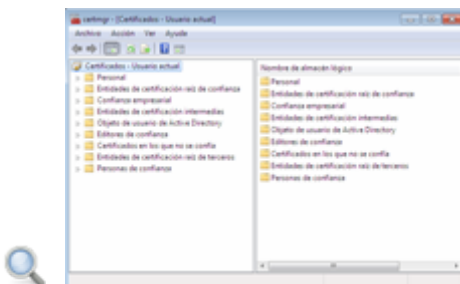 certmgr - [Certificados - Usuario actual]
Archivo Acción Ver Ayuda
Certificados - Usuario actual
Personal
Entidades de certificación raíz de confianza
Confianza empresarial
Entidades de certificación intermedias
Objeto de usuario de Active Directory
Editores de confianza
Certificados en los que no se confía
Entidades de certificación raíz de terceros
Personas de confianza
Nombre de almacén lógico
Personal
Entidades de certificación raíz de confianza
Confianza empresarial
Entidades de certificación intermedias
Objeto de usuario de Active Directory
Editores de confianza
Certificados en los que no se confía
Entidades de certificación raíz de terceros
Personas de confianza